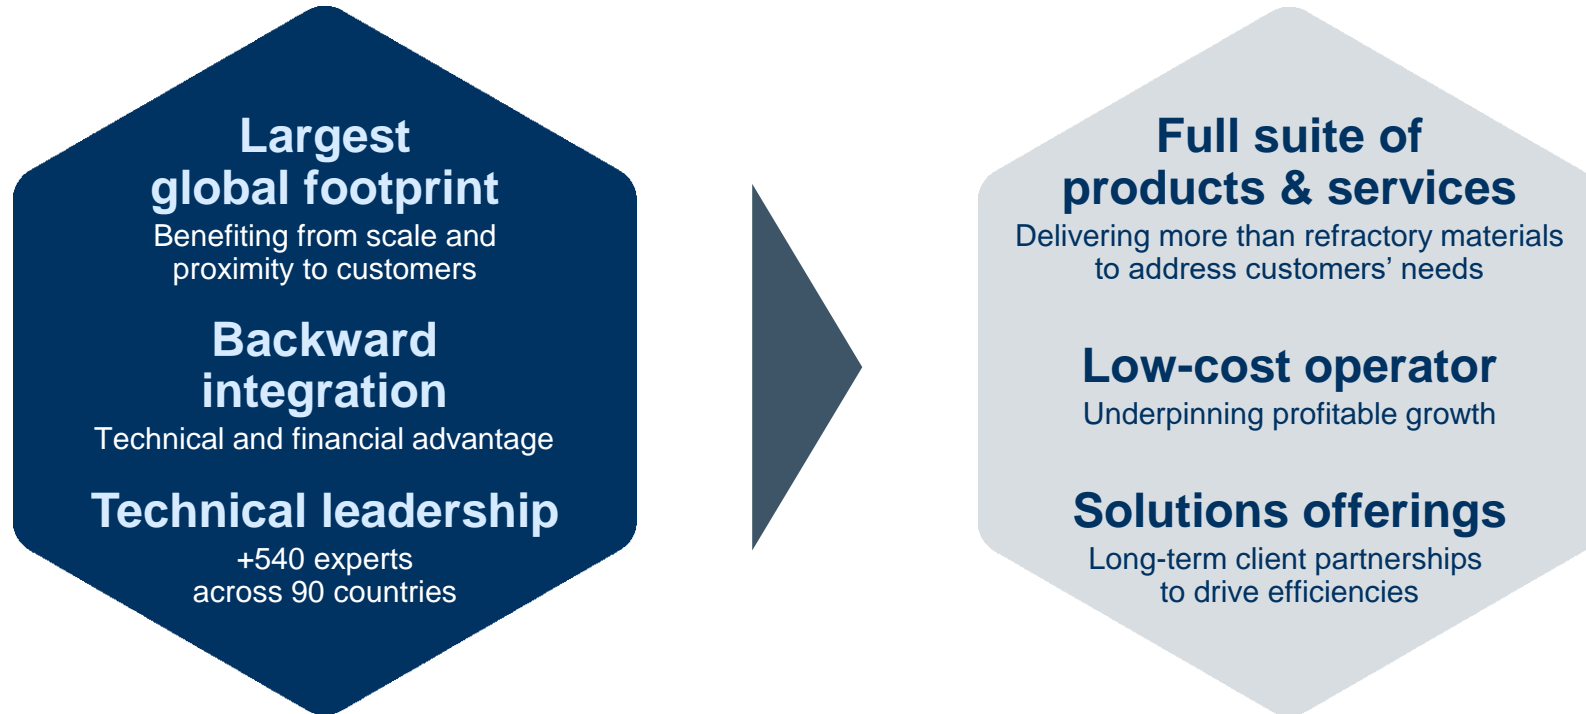 Largest
global footprint
Benefiting from scale and
proximity to customers
Backward
integration
Technical and financial advantage
Technical leadership
+540 experts
across 90 countries
Full suite of
products & services
Delivering more than refractory materials
to address customers’ needs
Low-cost operator
Underpinning profitable growth
Solutions offerings
Long-term client partnerships
to drive efficiencies